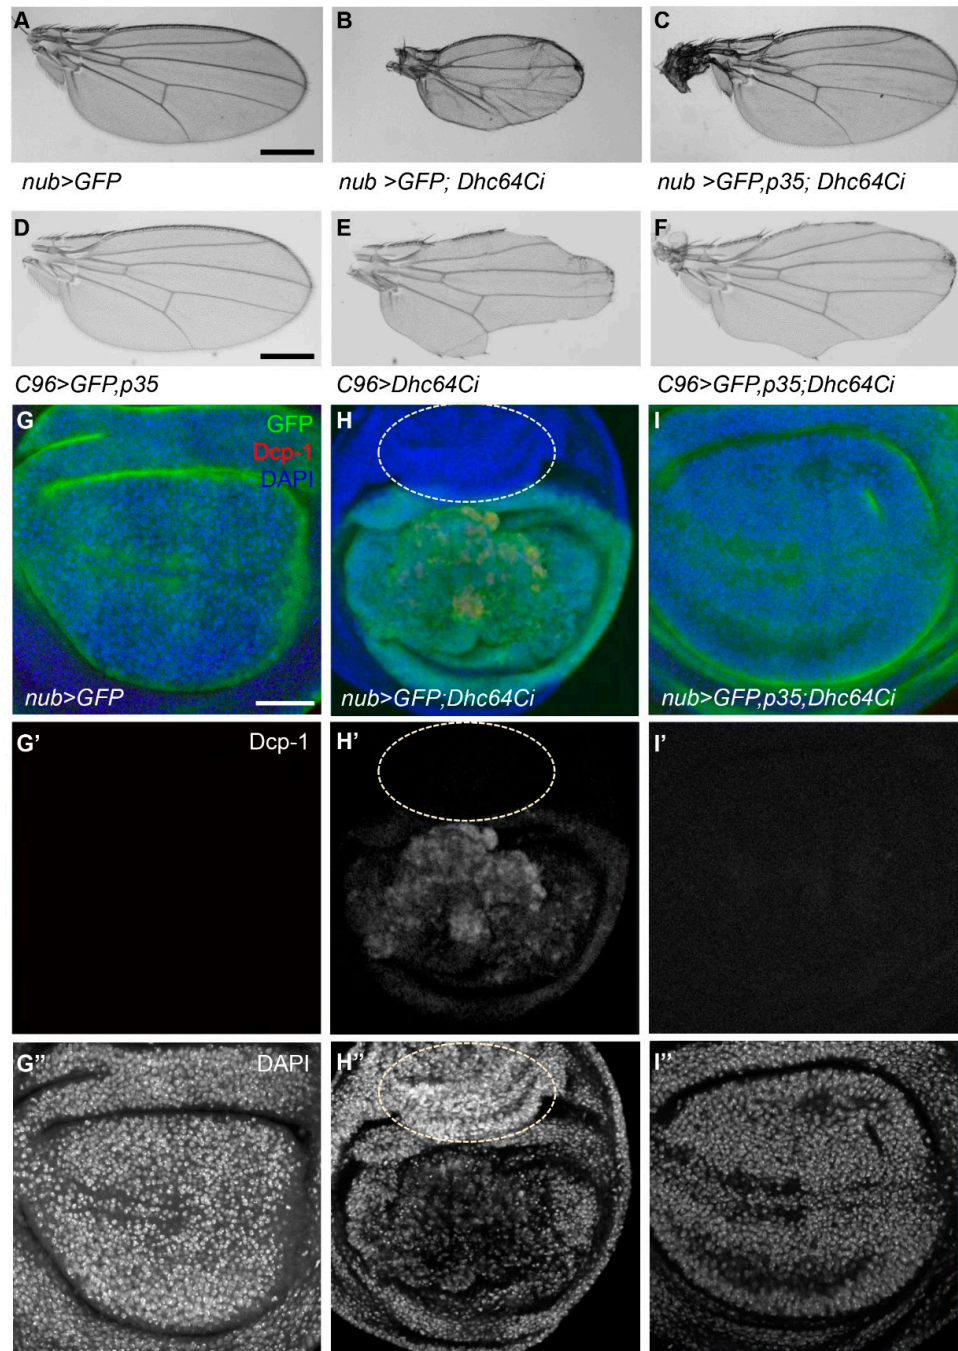 A
B
C
nub>GFP
nub >GFP; Dhc64Ci
nub >GFP,p35; Dhc64Ci
D
E
F
C96>GFP,p35
C96>Dhc64Ci
C96>GFP,p35;Dhc64Ci
G
GFP
Dcp-1
DAPI
nub>GFP
H
nub>GFP;Dhc64Ci
I
nub>GFP,p35;Dhc64Ci
G’
Dcp-1
H’
I’
G”
DAPI
H”
I”